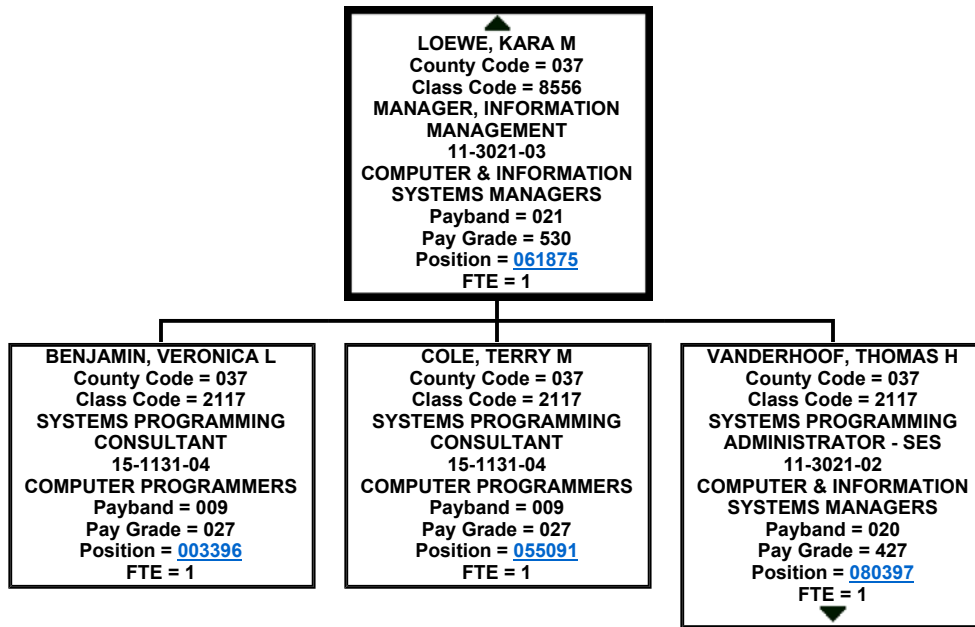 LOEWE, KARA M
County Code = 037
Class Code = 8556
MANAGER, INFORMATION
MANAGEMENT
11-3021-03
COMPUTER & INFORMATION
SYSTEMS MANAGERS
Payband = 021
Pay Grade = 530
Position = 061875
FTE = 1
BENJAMIN, VERONICA L
County Code = 037
Class Code = 2117
SYSTEMS PROGRAMMING
CONSULTANT
15-1131-04
COMPUTER PROGRAMMERS
Payband = 009
Pay Grade = 027
Position = 003396
FTE = 1
COLE, TERRY M
County Code = 037
Class Code = 2117
SYSTEMS PROGRAMMING
CONSULTANT
15-1131-04
COMPUTER PROGRAMMERS
Payband = 009
Pay Grade = 027
Position = 055091
FTE = 1
VANDERHOOF, THOMAS H
County Code = 037
Class Code = 2117
SYSTEMS PROGRAMMING
ADMINISTRATOR - SES
11-3021-02
COMPUTER & INFORMATION
SYSTEMS MANAGERS
Payband = 020
Pay Grade = 427
Position = 080397
FTE = 1